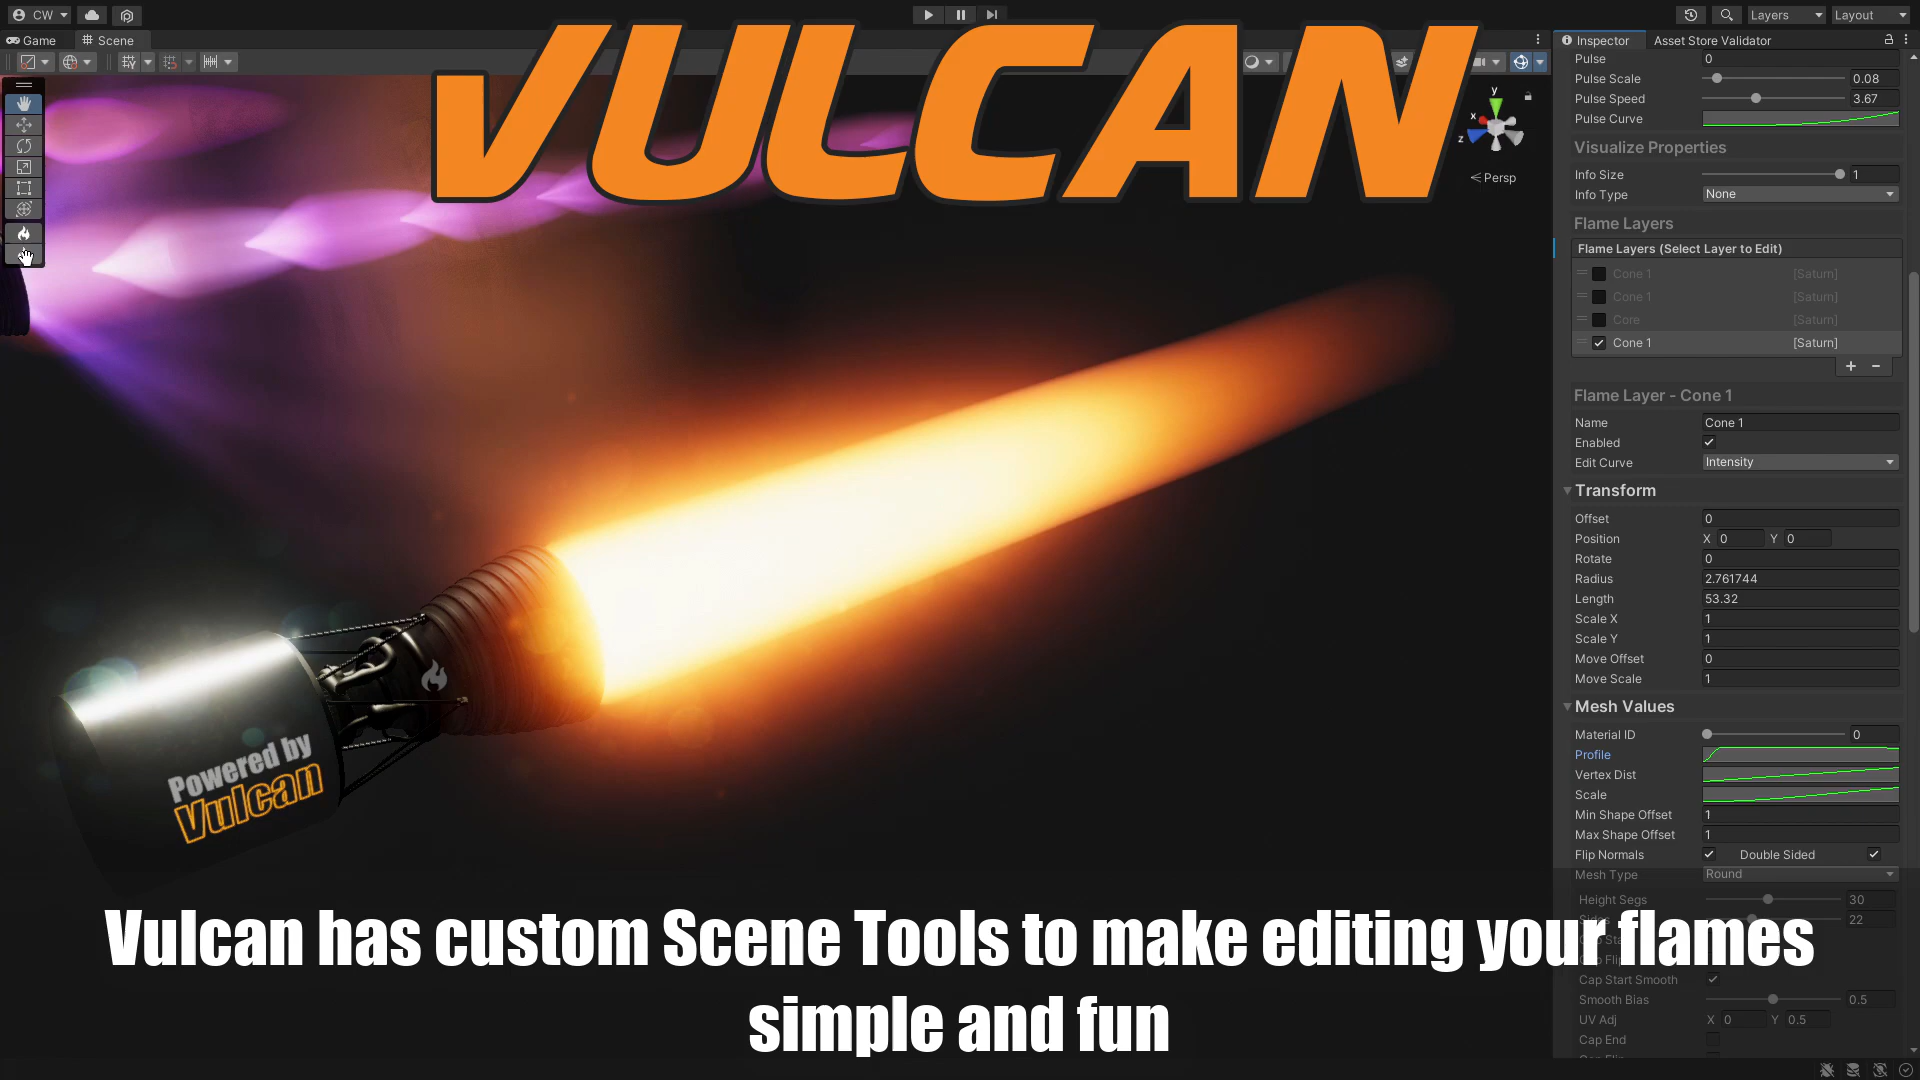 CW
Layers
Layout
Game
Scene
Inspector
Asset Store Validator
VULCAN
y
x
z
Persp
Pulse 0
Pulse Scale 0.08
Pulse Speed 3.67
Pulse Curve
Visualize Properties
Info Size 1
Info Type None
Flame Layers
Flame Layers (Select Layer to Edit)
Cone 1 [Saturn]
Cone 1 [Saturn]
Core [Saturn]
Cone 1 [Saturn]
+ −
Flame Layer - Cone 1
Name Cone 1
Enabled
Edit Curve Intensity
Transform
Offset 0
Position X 0 Y 0
Rotate 0
Radius 2.761744
Length 53.32
Scale X 1
Scale Y 1
Move Offset 0
Move Scale 1
Mesh Values
Material ID 0
Profile
Vertex Dist
Scale
Min Shape Offset 1
Max Shape Offset 1
Flip Normals Double Sided
Mesh Type Round
Height Segs 30
22
Cap Start Smooth
Smooth Bias 0.5
UV Adj X 0 Y 0.5
Cap End
Powered by
Vulcan
Vulcan has custom Scene Tools to make editing your flames
simple and fun